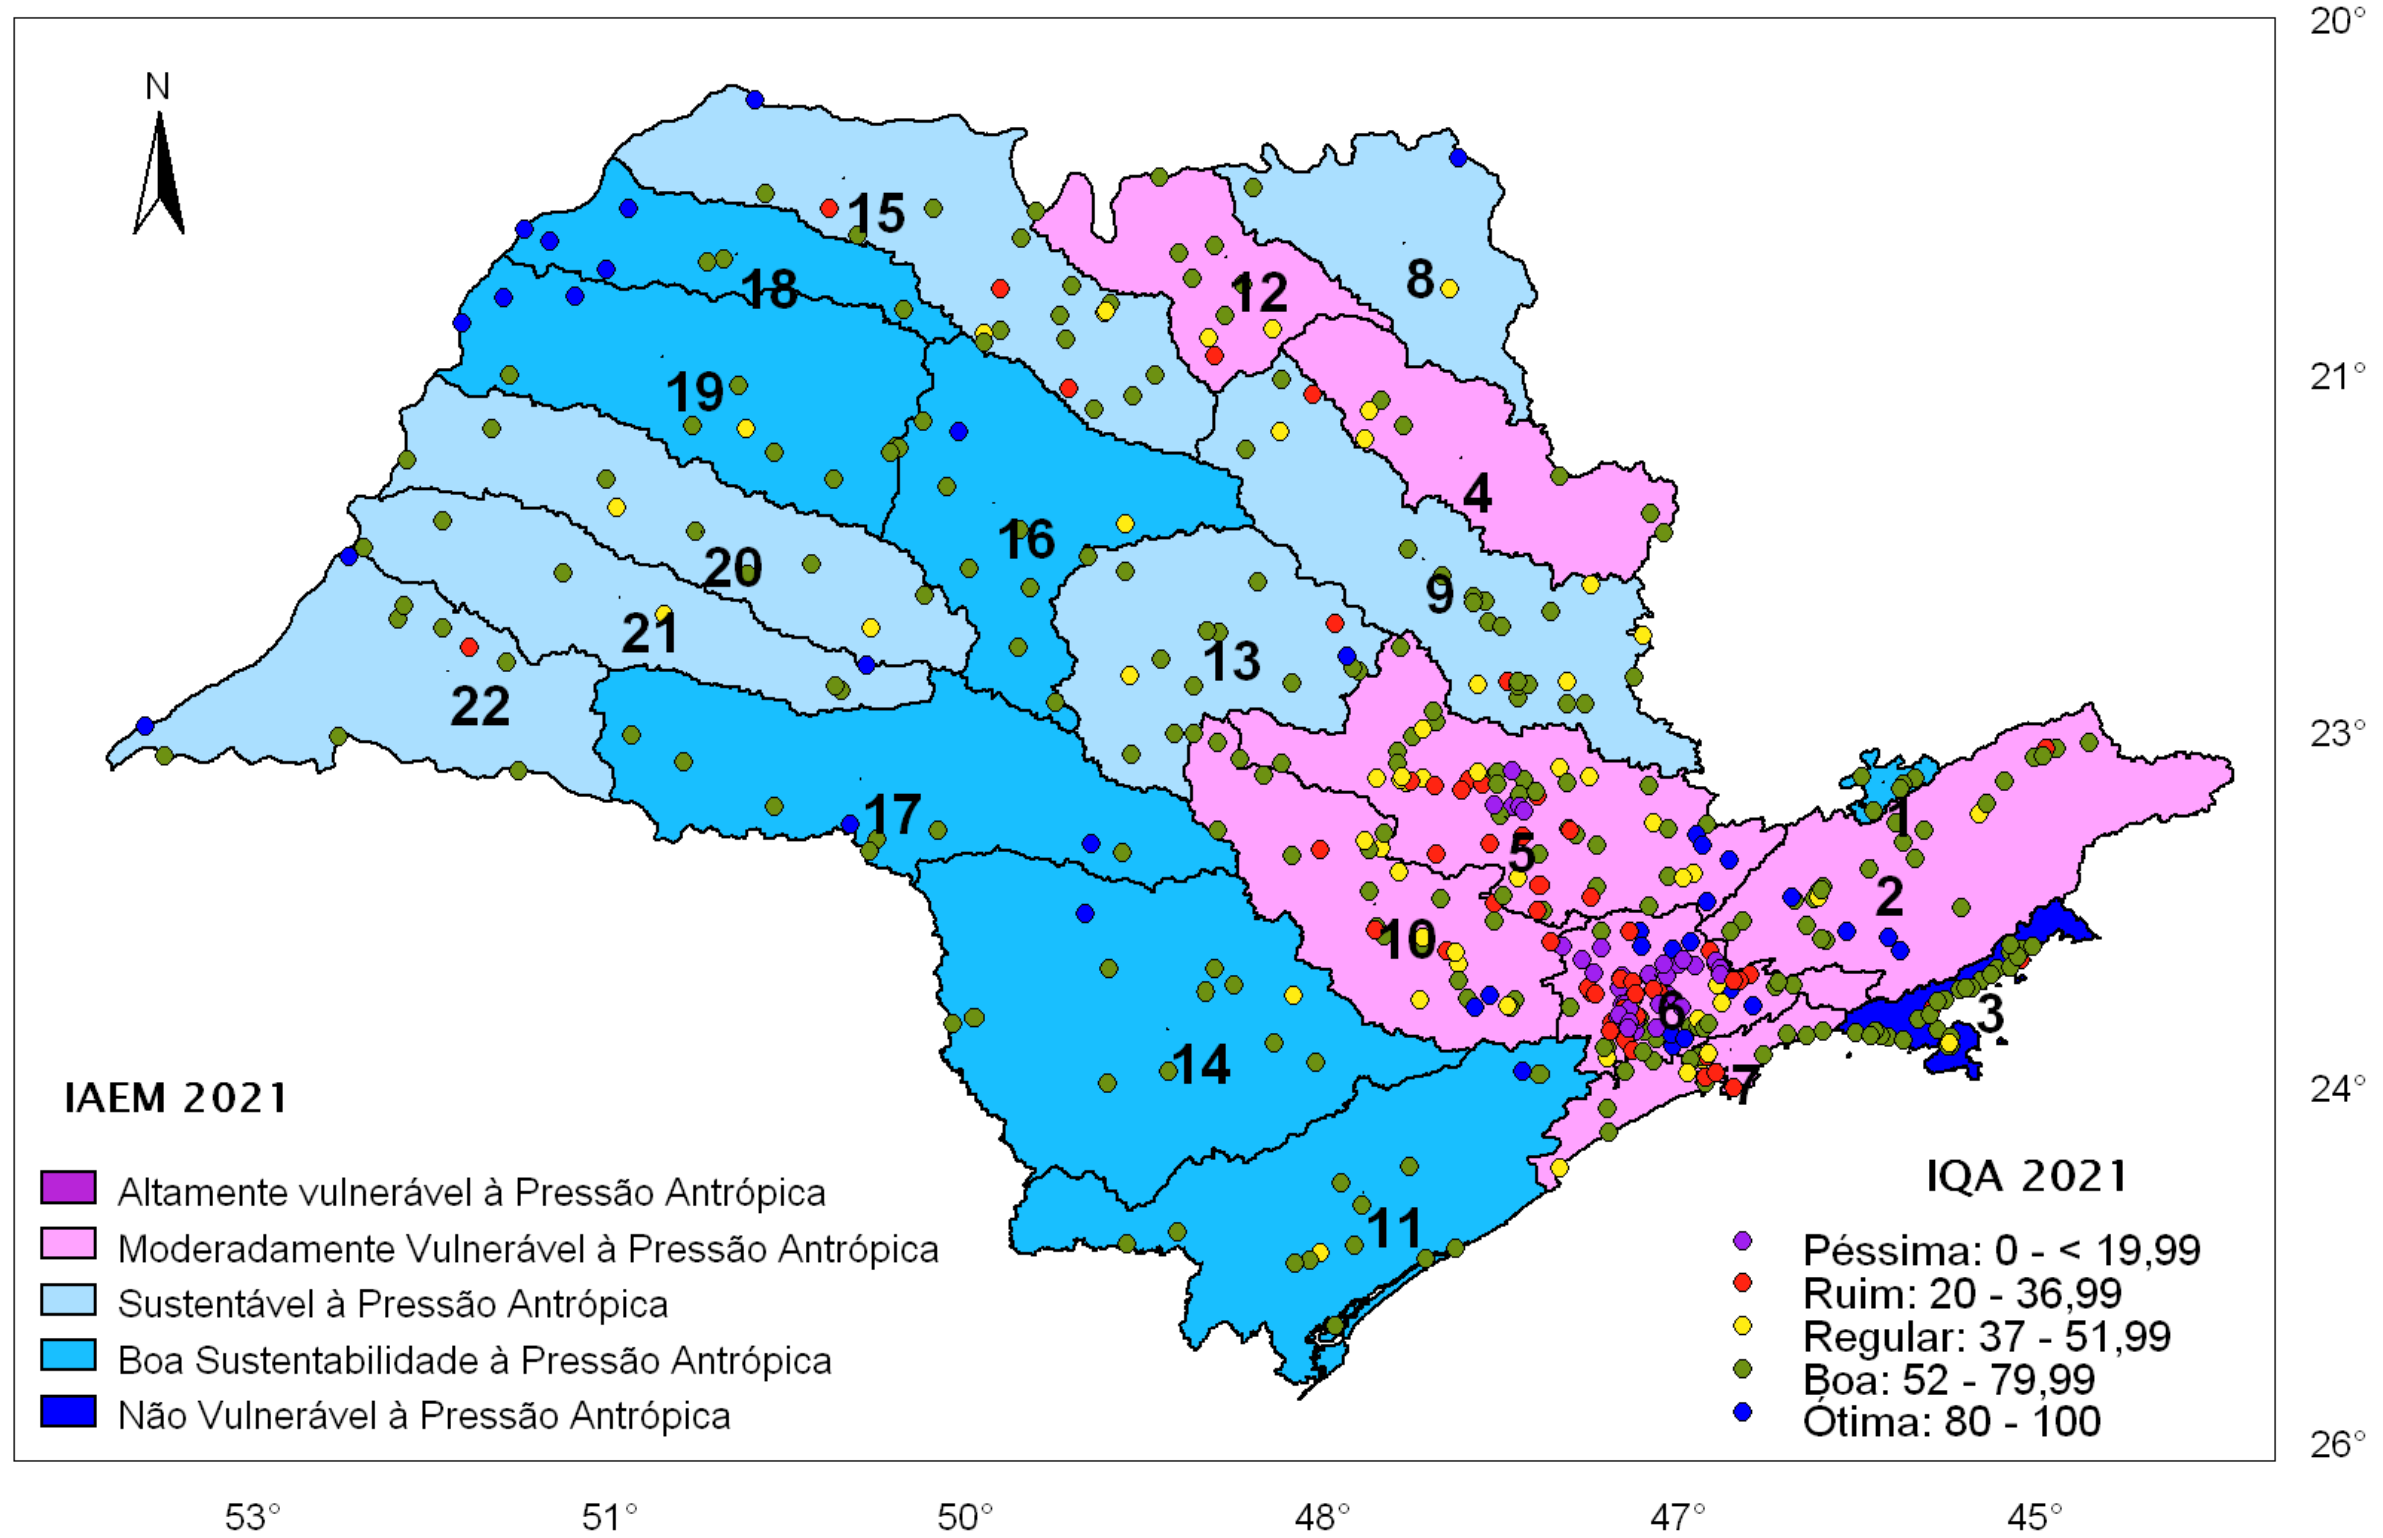 20°
N
15
8
18
12
21°
19
4
16
20
9
21
13
22
23°
17
1
5
2
10
6
3
14
7
24°
IAEM 2021
Altamente vulnerável à Pressão Antrópica
Moderadamente Vulnerável à Pressão Antrópica
Sustentável à Pressão Antrópica
Boa Sustentabilidade à Pressão Antrópica
Não Vulnerável à Pressão Antrópica
11
IQA 2021
Péssima: 0 - < 19,99
Ruim: 20 - 36,99
Regular: 37 - 51,99
Boa: 52 - 79,99
Ótima: 80 - 100
26°
53° 51° 50° 48° 47° 45°